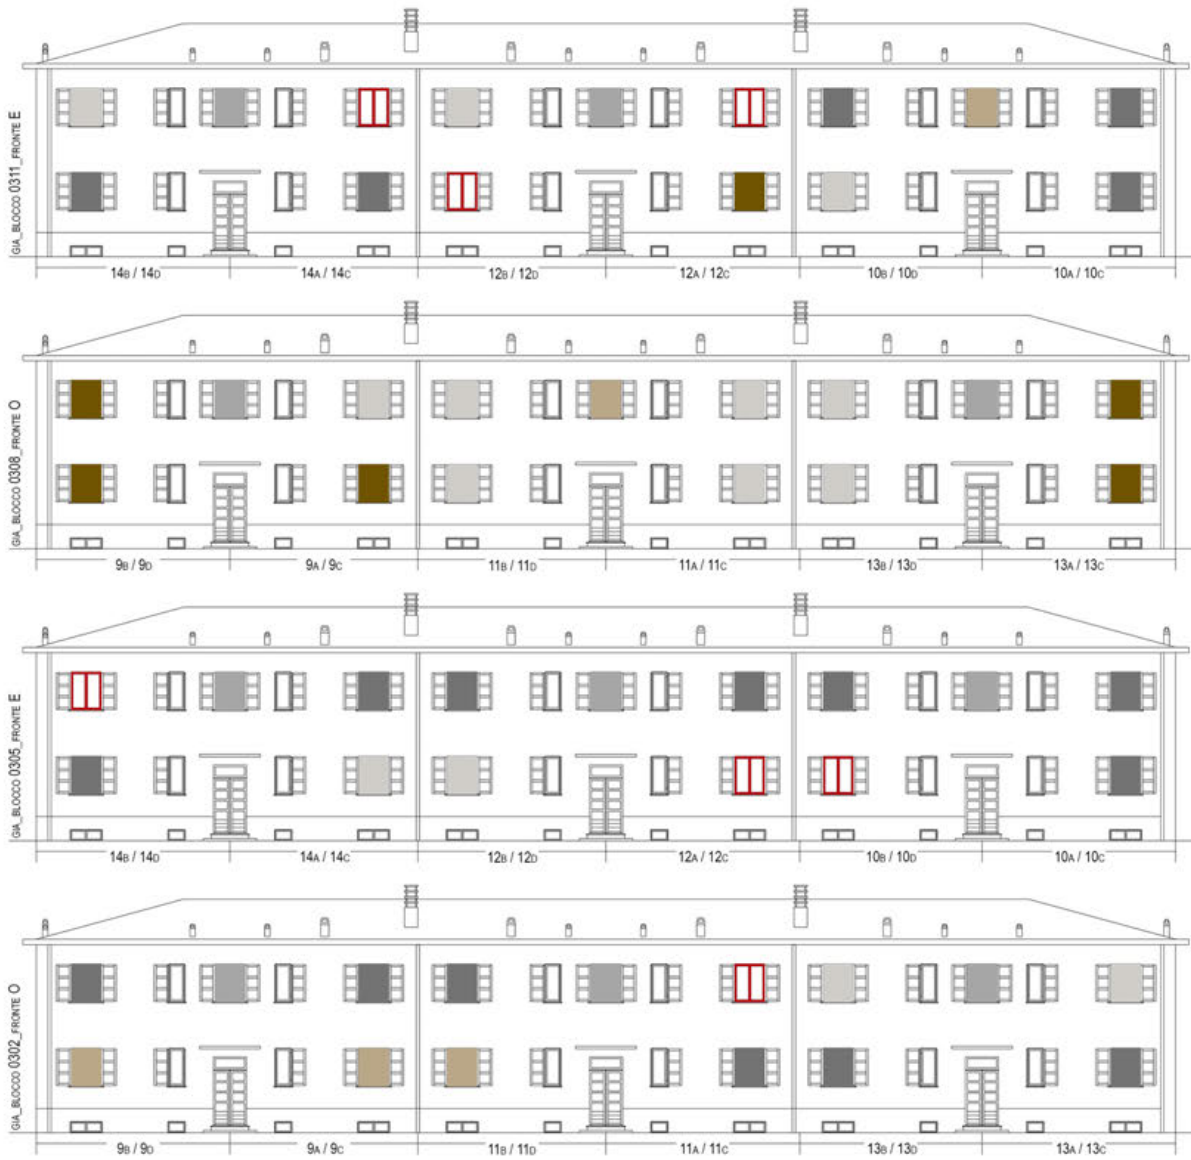 GIA_BLOCCO 0311_FRONTE E
14B / 14D 14A / 14C 12B / 12D 12A / 12C 10B / 10D 10A / 10C
GIA_BLOCCO 0308_FRONTE O
9B / 9D 9A / 9C 11B / 11D 11A / 11C 13B / 13D 13A / 13C
GIA_BLOCCO 0305_FRONTE E
14B / 14D 14A / 14C 12B / 12D 12A / 12C 10B / 10D 10A / 10C
GIA_BLOCCO 0302_FRONTE O
9B / 9D 9A / 9C 11B / 11D 11A / 11C 13B / 13D 13A / 13C